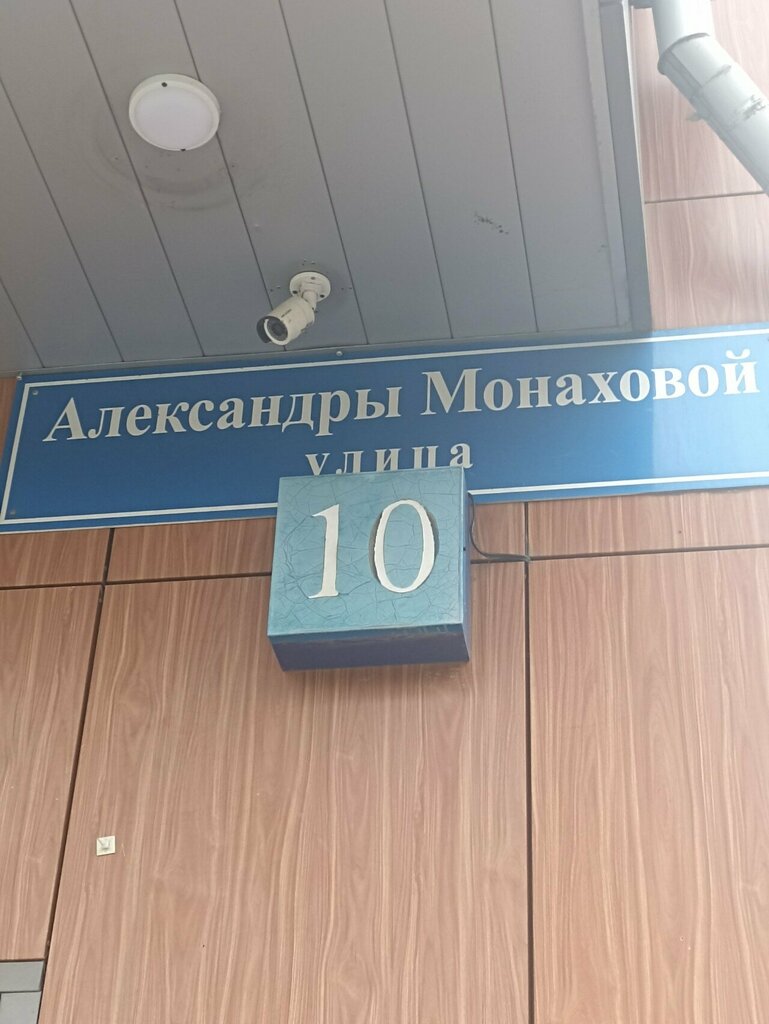 Александры Монаховой
улица
10